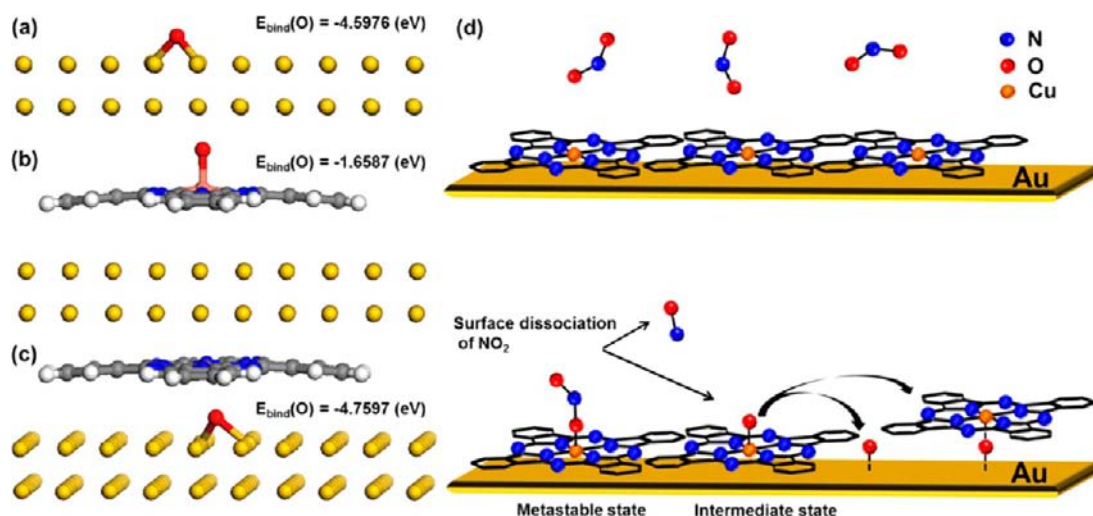 (a)
E_bind(O) = -4.5976 (eV)
(b)
E_bind(O) = -1.6587 (eV)
(c)
E_bind(O) = -4.7597 (eV)
(d)
N
O
Cu
Au
Surface dissociation
of NO₂
Au
Metastable state
Intermediate state